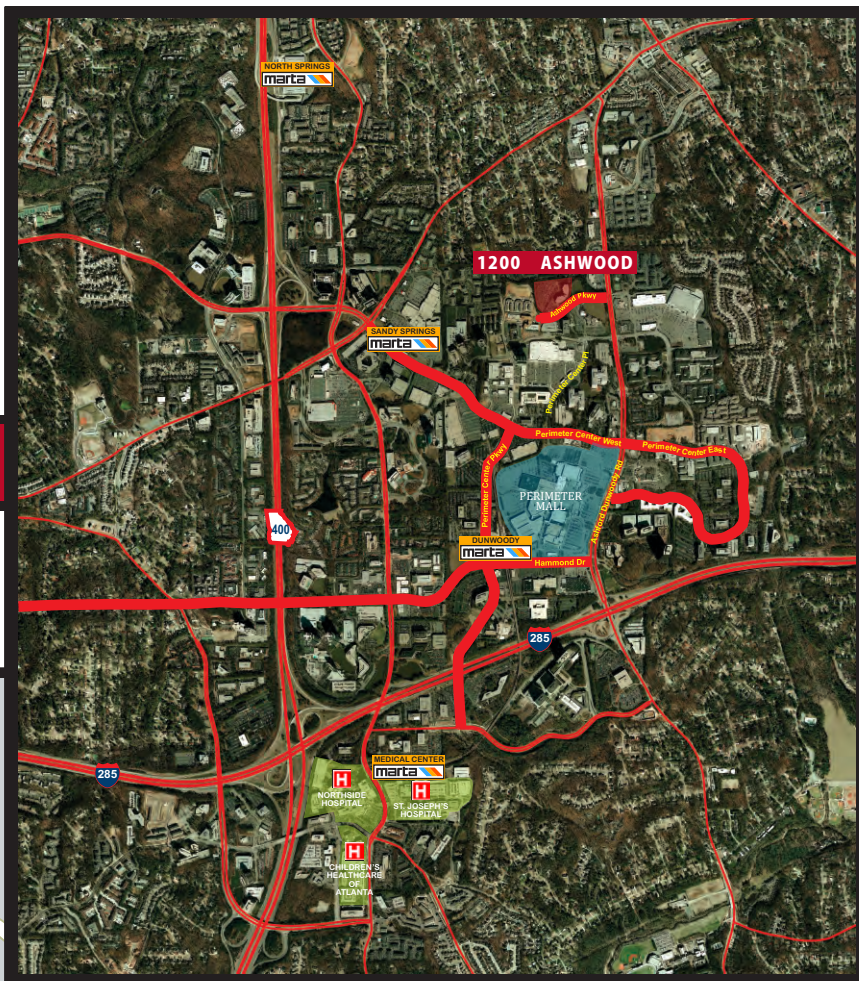 NORTH SPRINGS
marta
1200 ASHWOOD
Ashwood Pkwy
SANDY SPRINGS
marta
Perimeter Center Pl
Perimeter Center West
Perimeter Center East
Perimeter Center Pkwy
PERIMETER
MALL
Ashford Dunwoody Rd
400
DUNWOODY
marta
Hammond Dr
285
285
MEDICAL CENTER
marta
H
NORTHSIDE
HOSPITAL
H
ST. JOSEPH'S
HOSPITAL
H
CHILDREN'S
HEALTHCARE
OF
ATLANTA